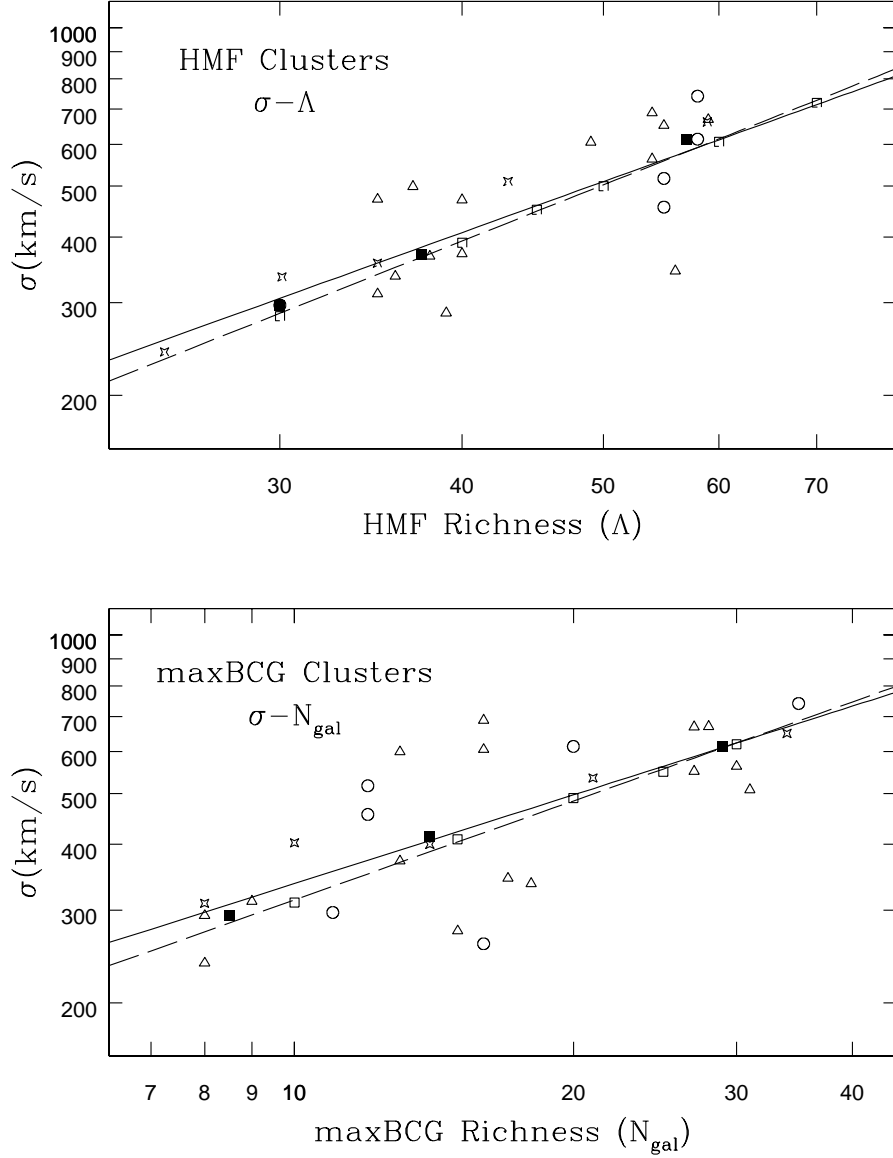 1000
900
800
700
600
500
400
300
200
σ(km/s)
HMF Clusters
σ−Λ
30 40 50 60 70
HMF Richness (Λ)
1000
900
800
700
600
500
400
300
200
σ(km/s)
maxBCG Clusters
σ−N_gal
7 8 9 10 20 30 40
maxBCG Richness (N_gal)